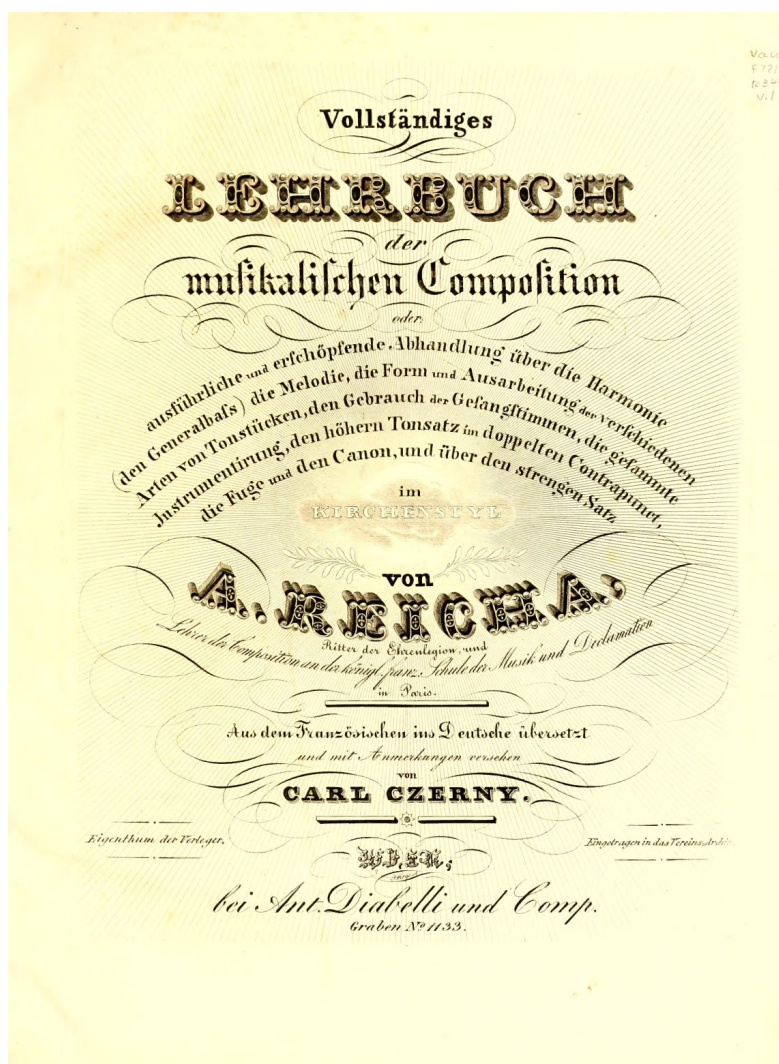 Vollständiges
LEHRBUCH
der
muſikaliſchen Compoſition
oder:
ausführliche und erſchöpfende Abhandlung über die Harmonie
(den Generalbaſs) die Melodie, die Form und Ausarbeitung der verſchiedenen
Arten von Tonstücken, den Gebrauch der Geſangſtimmen, die geſammte
Instrumentirung, den höhern Tonsatz im doppelten Contrapunct,
die Fuge und den Canon, und über den strengen Satz
im
KIRCHENSTYL
von
A. REICHA,
Ritter der Ehrenlegion, und
Lehrer der Composition an der königl. franz. Schule der Musik und Declamation
in Paris.
Aus dem Französischen ins Deutsche übersetzt
und mit Anmerkungen versehen
von
CARL CZERNY.
Eigenthum der Verleger.
Eingetragen in das Vereins-Archiv.
WIEN,
bei Ant. Diabelli und Comp.
Graben Nº 1133.